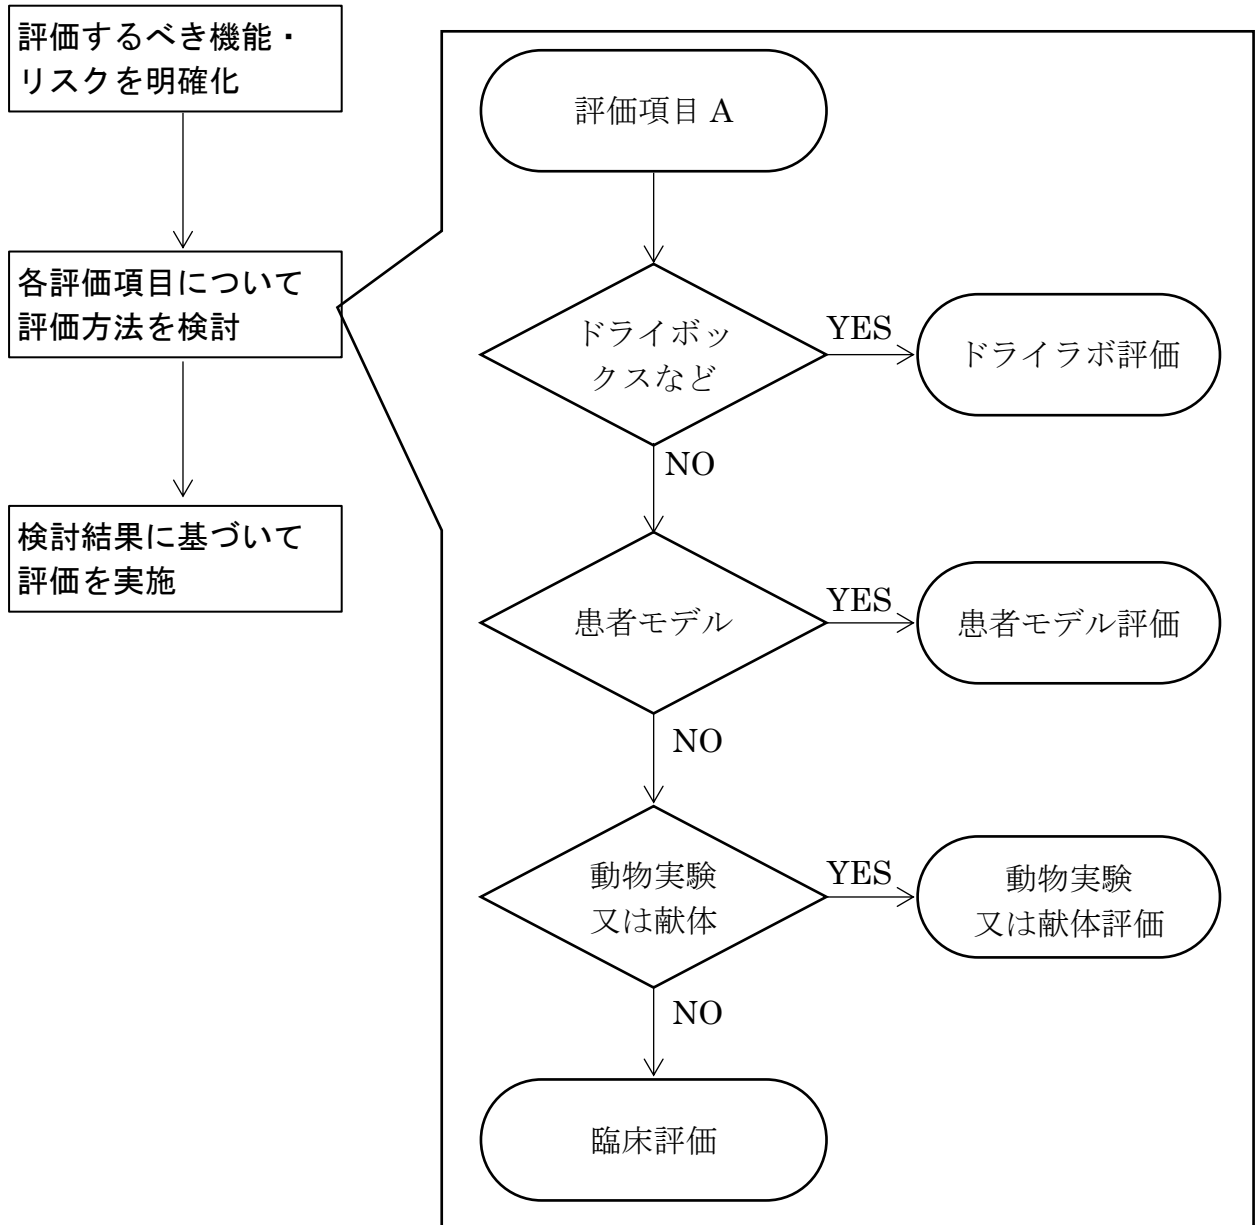 評価するべき機能・
リスクを明確化
各評価項目について
評価方法を検討
検討結果に基づいて
評価を実施
評価項目 A
ドライボッ
クスなど
YES
ドライラボ評価
NO
患者モデル
YES
患者モデル評価
NO
動物実験
又は献体
YES
動物実験
又は献体評価
NO
臨床評価